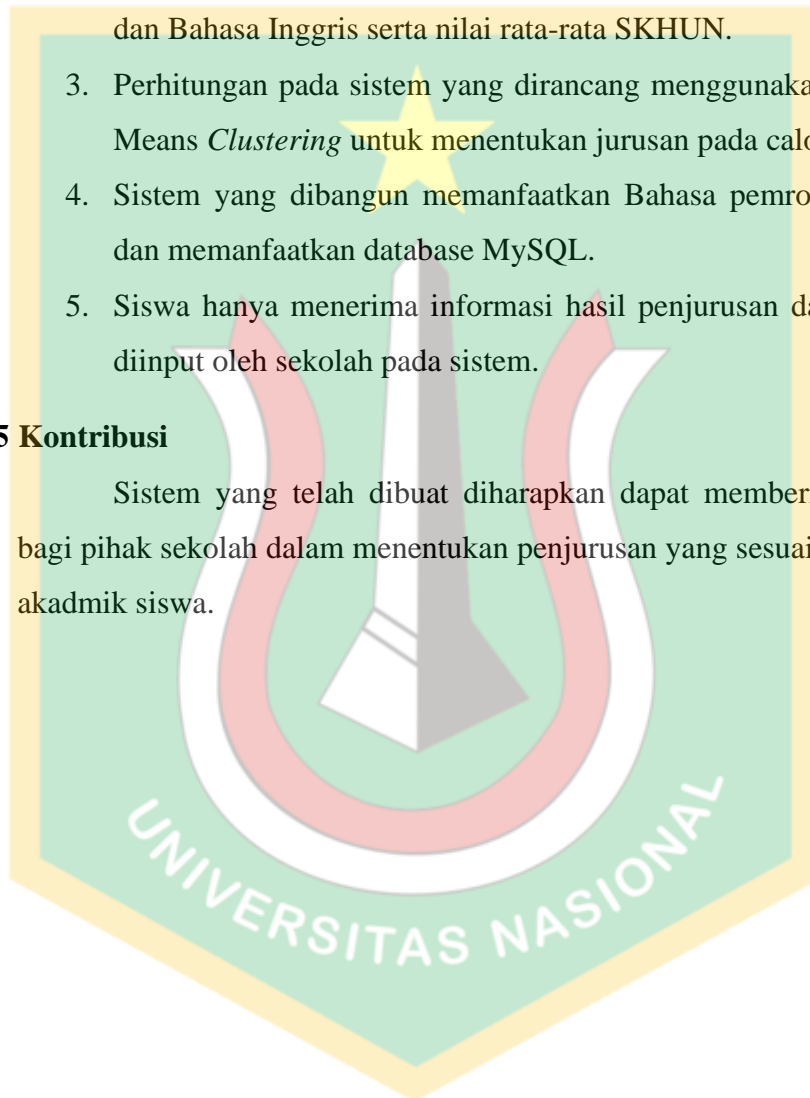 dan Bahasa Inggris serta nilai rata-rata SKHUN.
3. Perhitungan pada sistem yang dirancang menggunaka
Means Clustering untuk menentukan jurusan pada calo
4. Sistem yang dibangun memanfaatkan Bahasa pemro
dan memanfaatkan database MySQL.
5. Siswa hanya menerima informasi hasil penjurusan da
diinput oleh sekolah pada sistem.
5 Kontribusi
Sistem yang telah dibuat diharapkan dapat member
bagi pihak sekolah dalam menentukan penjurusan yang sesuai
akadmik siswa.
UNIVERSITAS NASIONAL